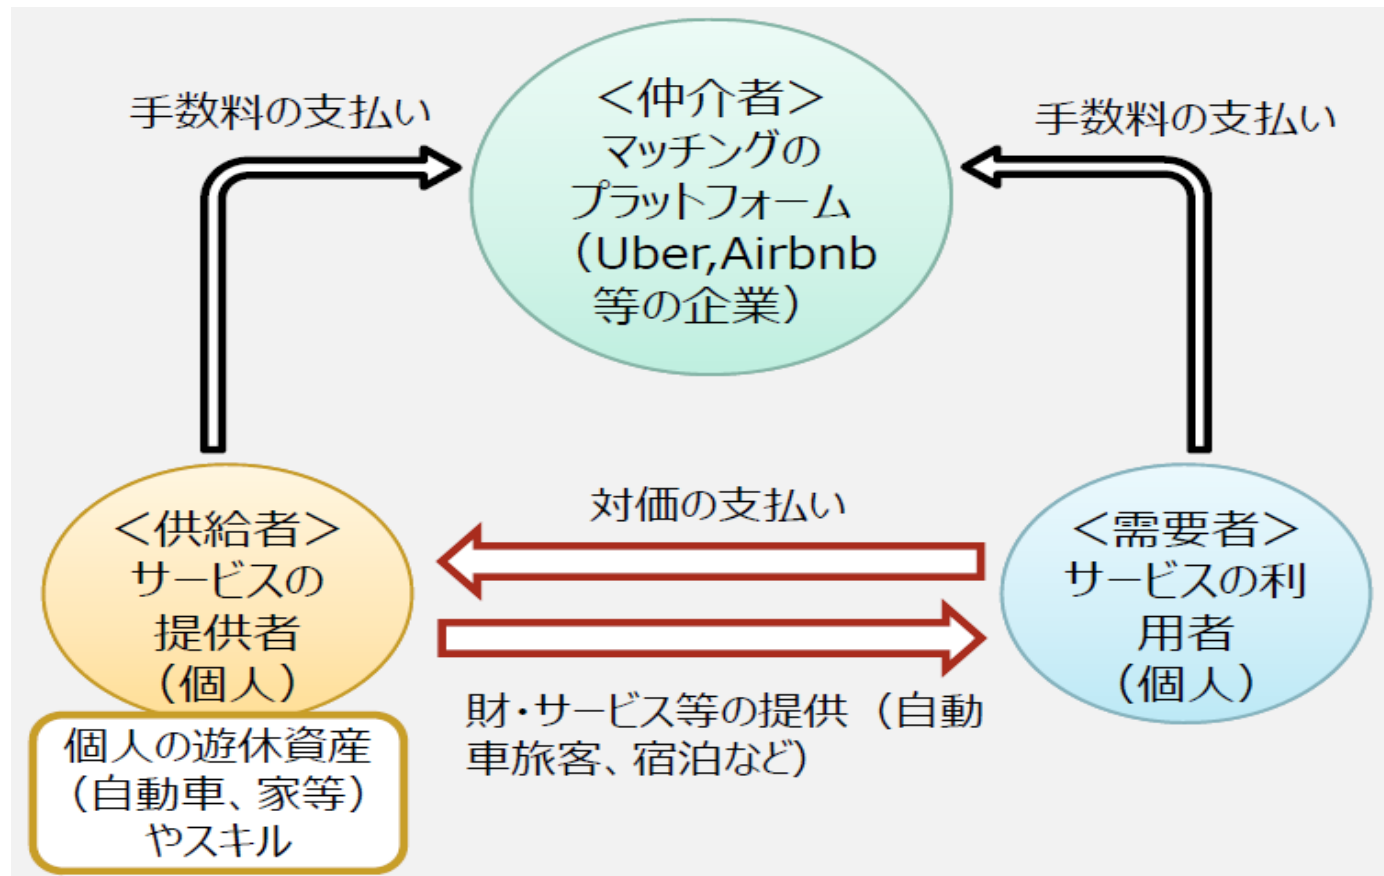 手数料の支払い
＜仲介者＞
マッチングの
プラットフォーム
（Uber,Airbnb
等の企業）
手数料の支払い
＜供給者＞
サービスの
提供者
（個人）
個人の遊休資産
（自動車、家等）
やスキル
対価の支払い
財・サービス等の提供（自動
車旅客、宿泊など）
＜需要者＞
サービスの利
用者
（個人）